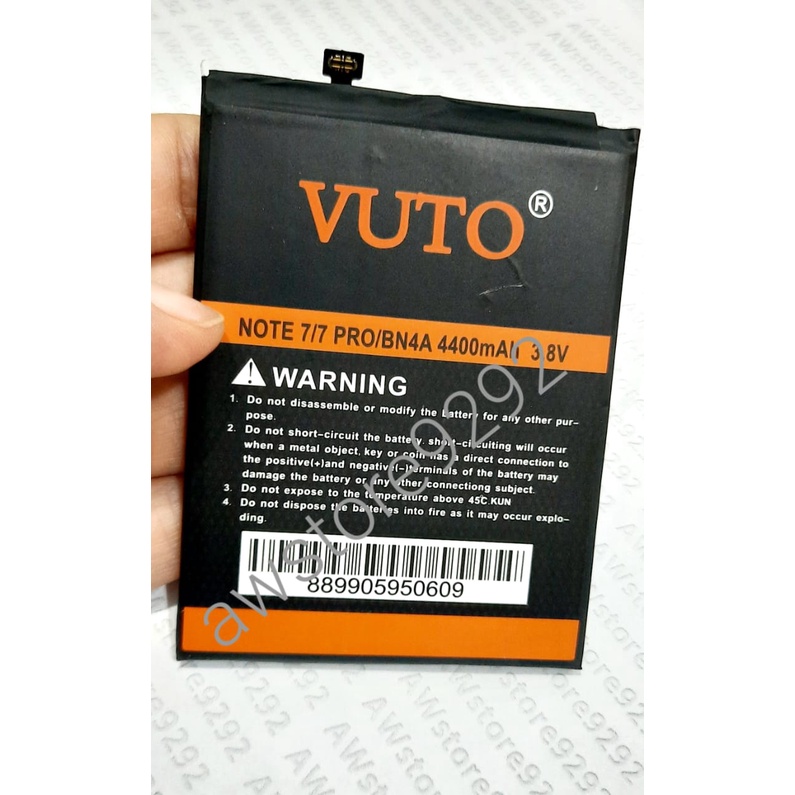 VUTO®
NOTE 7/7 PRO/BN4A 4400mAh 3.8V
WARNING
1. Do not disassemble or modify the battery for any other pur-
pose.
2. Do not short-circuit the battery. short-circuiting will occur
when a metal object, key or coin has a direct connection to
the positive(+)and negative(-)terminals of the battery may
damage the battery or any other connectiong subject.
3. Do not expose to the temperature above 45℃.KUN
4. Do not dispose the batteries into fire as it may occur explo-
ding.
889905950609
awstore9292